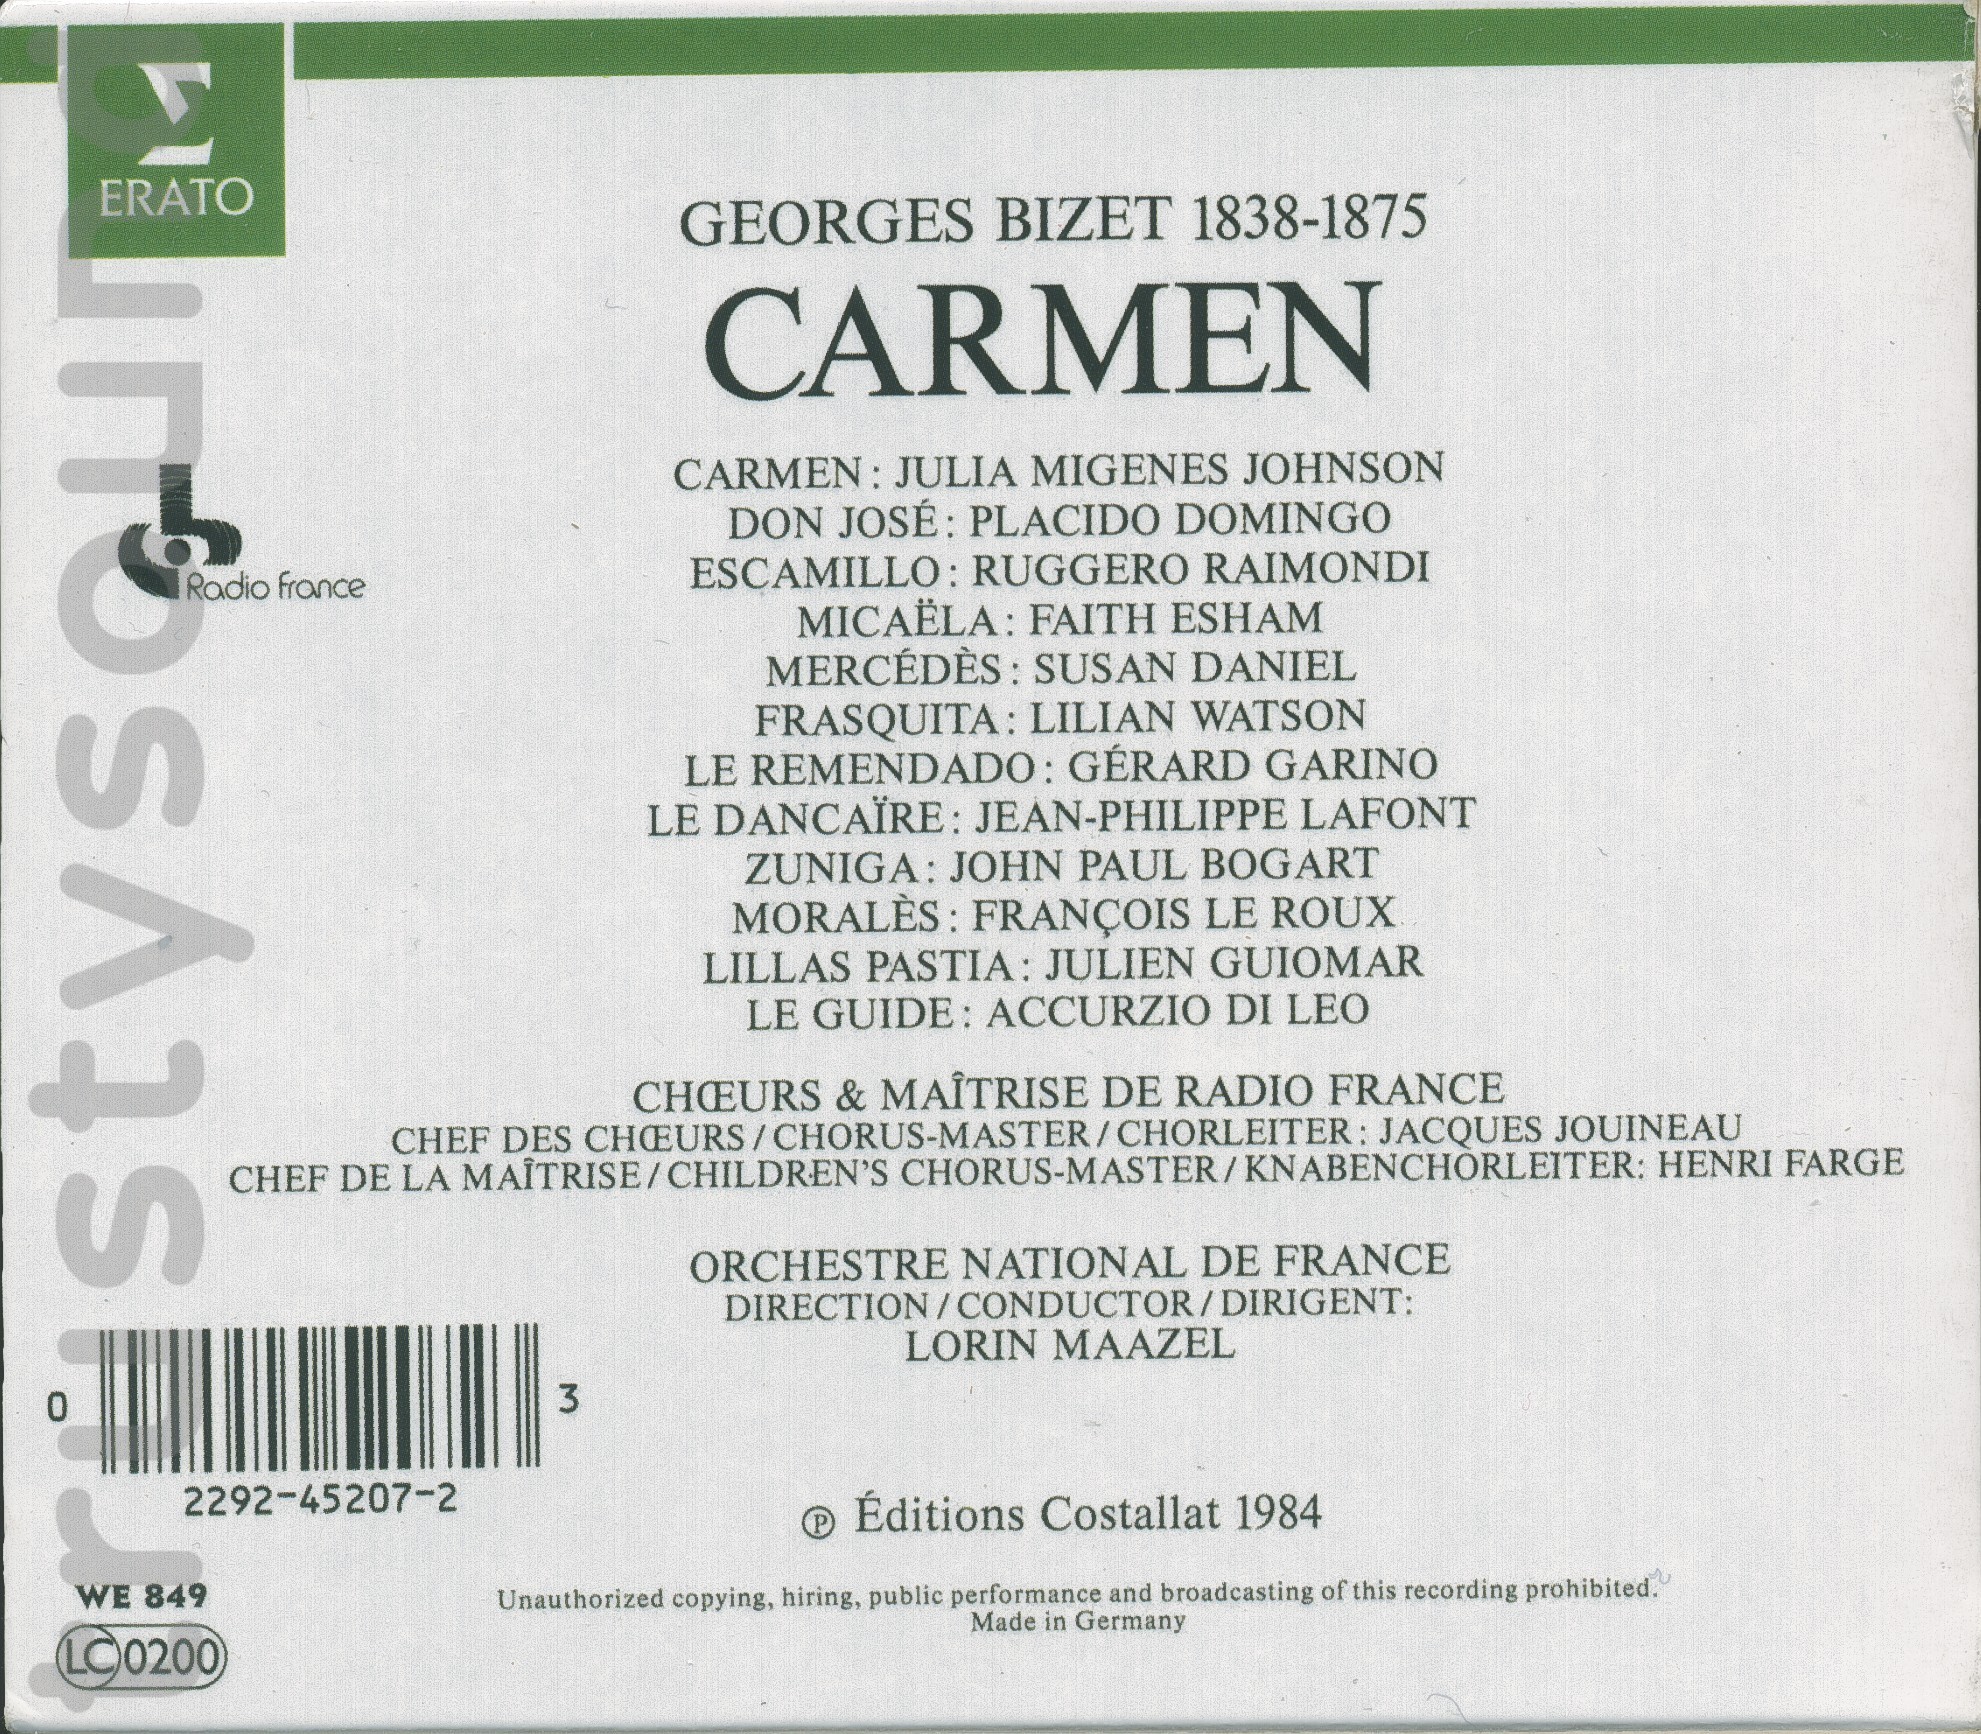 ERATO
GEORGES BIZET 1838-1875
CARMEN
CARMEN: JULIA MIGENES JOHNSON
DON JOSÉ: PLACIDO DOMINGO
ESCAMILLO: RUGGERO RAIMONDI
MICAËLA: FAITH ESHAM
MERCÉDÈS: SUSAN DANIEL
FRASQUITA: LILIAN WATSON
LE REMENDADO: GÉRARD GARINO
LE DANCAÏRE: JEAN-PHILIPPE LAFONT
ZUNIGA: JOHN PAUL BOGART
MORALÈS: FRANÇOIS LE ROUX
LILLAS PASTIA: JULIEN GUIOMAR
LE GUIDE: ACCURZIO DI LEO
Radio france
CHŒURS & MAÎTRISE DE RADIO FRANCE
CHEF DES CHŒURS / CHORUS-MASTER / CHORLEITER: JACQUES JOUINEAU
CHEF DE LA MAÎTRISE / CHILDREN'S CHORUS-MASTER / KNABENCHORLEITER: HENRI FARGE
ORCHESTRE NATIONAL DE FRANCE
DIRECTION / CONDUCTOR / DIRIGENT:
LORIN MAAZEL
0 3
2292-45207-2
℗ Éditions Costallat 1984
WE 849
LC 0200
Unauthorized copying, hiring, public performance and broadcasting of this recording prohibited.
Made in Germany